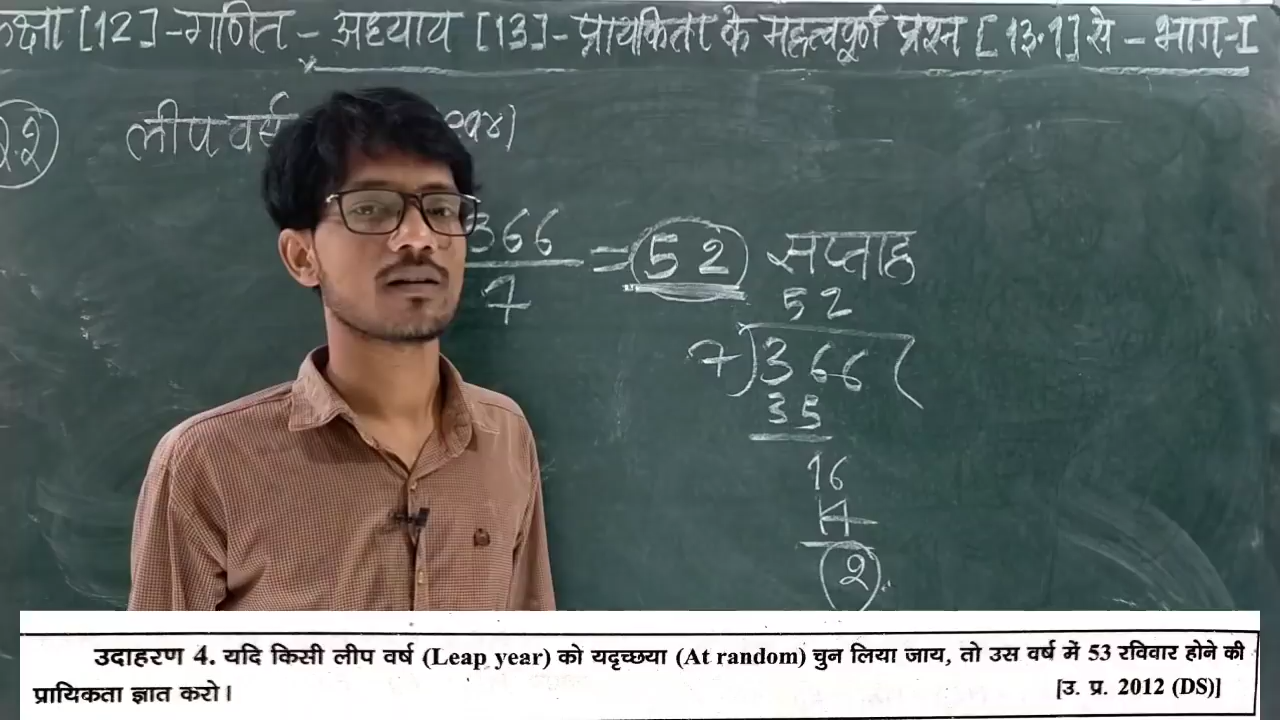 कक्षा [12]-गणित - अध्याय [13]- प्रायिकता के महत्वपूर्ण प्रश्न [13.1] से - भाग-I
लीप वर्ष
366
7
= 52 सप्ताह
52
7)366(
35
16
14
2
उदाहरण 4. यदि किसी लीप वर्ष (Leap year) को यदृच्छया (At random) चुन लिया जाय, तो उस वर्ष में 53 रविवार होने की
प्रायिकता ज्ञात करो।
[उ. प्र. 2012 (DS)]